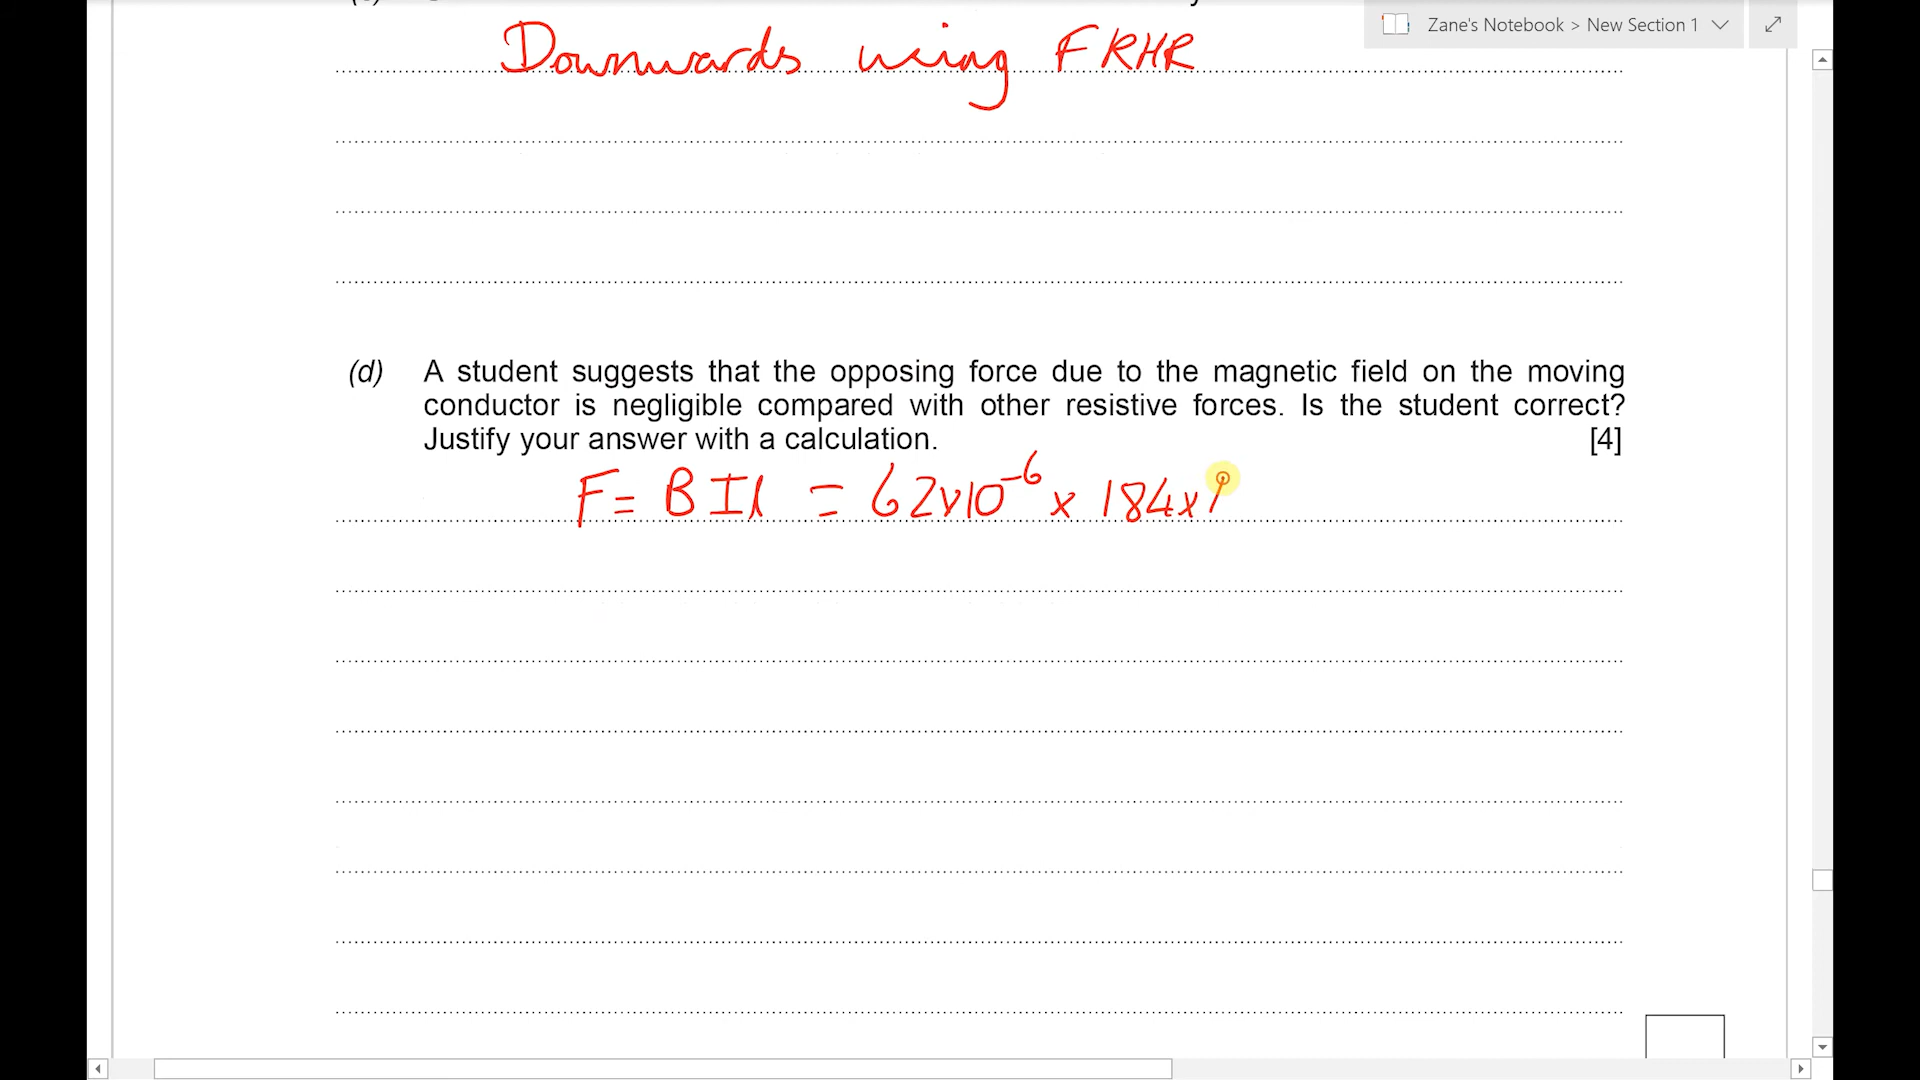 Zane's Notebook > New Section 1
Downwards using FRHR
(d) A student suggests that the opposing force due to the magnetic field on the moving
conductor is negligible compared with other resistive forces. Is the student correct?
Justify your answer with a calculation. [4]
F = BIl = 62x10⁻⁶ x 184x1